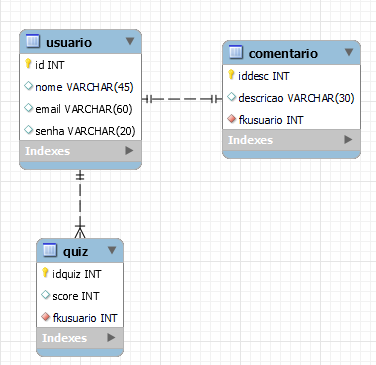 usuario
id INT
nome VARCHAR(45)
email VARCHAR(60)
senha VARCHAR(20)
Indexes
comentario
iddesc INT
descricao VARCHAR(30)
fkusuario INT
Indexes
quiz
idquiz INT
score INT
fkusuario INT
Indexes